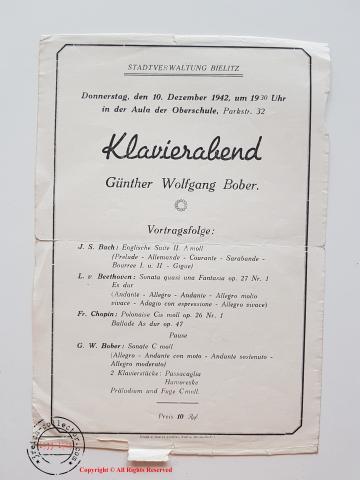 STADTVERWALTUNG BIELITZ
Donnerstag, den 10. Dezember 1942, um 19 30 Uhr
in der Aula der Oberschule, Parkstr. 32
Klavierabend
Günther Wolfgang Bober.
Vortragsfolge:
J. S. Bach: Englische Suite II A moll
(Prelude - Allemande - Courante - Sarabande -
Bourree I. u. II - Gigue)
L. v. Beethoven: Sonata quasi una Fantasia op. 27 Nr. 1
Es dur
(Andante - Allegro - Andante - Allegro molto
vivace - Adagio con espressione - Allegro vivace)
Fr. Chopin: Polonaise Cis moll op. 26 Nr. 1
Ballade As dur op. 47
Pause
G. W. Bober: Sonate C moll
(Allegro - Andante con moto - Andante sostenuto -
Allegro moderato)
2 Klavierstücke: Passacaglia
Humoreske
Präludium und Fuge C moll.
Preis 10 Rpf.
Copyright © All Rights Reserved